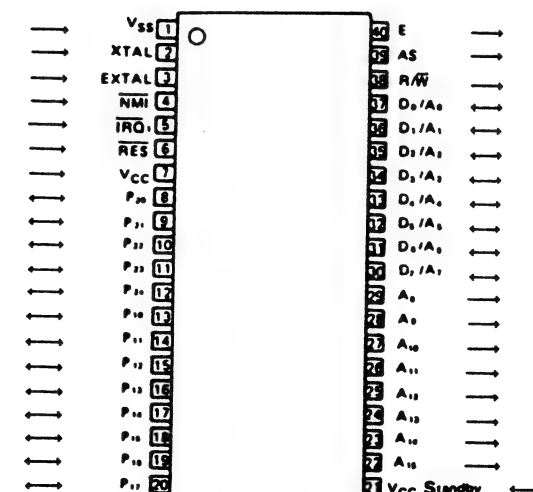 VSS 1
XTAL 2
EXTAL 3
NMI 4
IRQ1 5
RES 6
VCC 7
P20 8
P21 9
P22 10
P23 11
P24 12
P10 13
P11 14
P12 15
P13 16
P14 17
P15 18
P16 19
P17 20
40 E
39 AS
38 R/W
37 D0/A0
36 D1/A1
35 D2/A2
34 D3/A3
33 D4/A4
32 D5/A5
31 D6/A6
30 D7/A7
29 A8
28 A9
27 A10
26 A11
25 A12
24 A13
23 A14
22 A15
21 VCC Standby